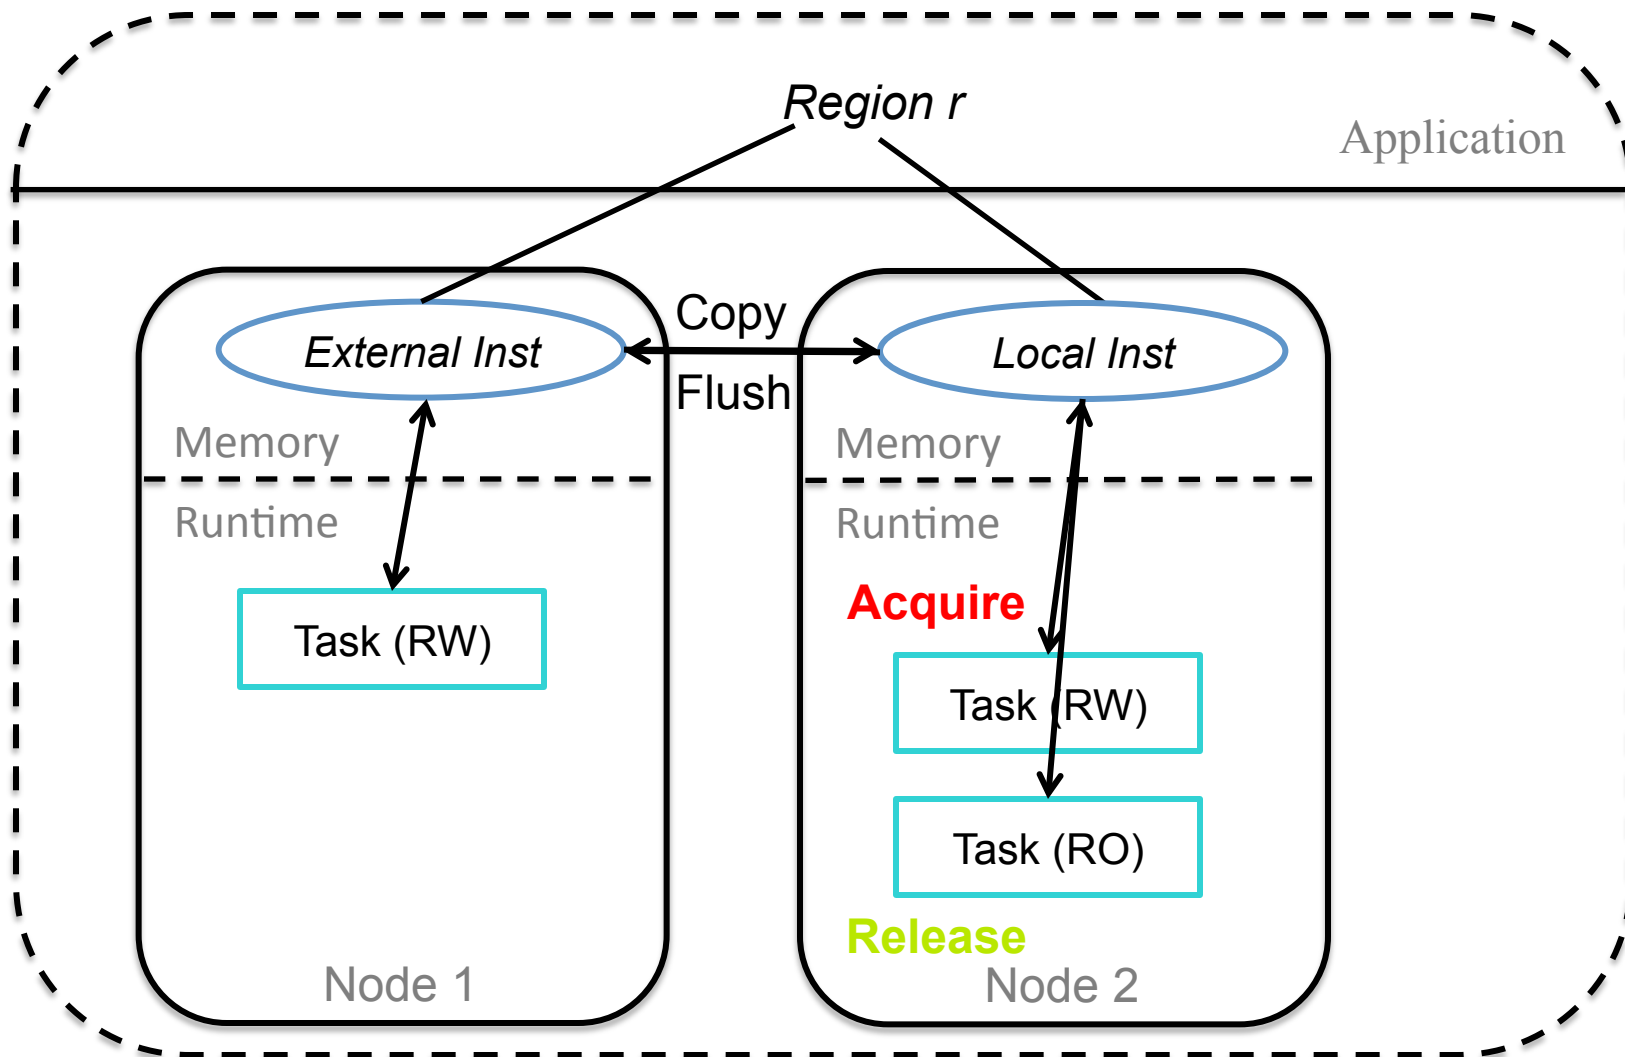 Region r
Application
External Inst
Copy
Flush
Local Inst
Memory
Runtime
Task (RW)
Node 1
Memory
Runtime
Acquire
Task (RW)
Task (RO)
Release
Node 2